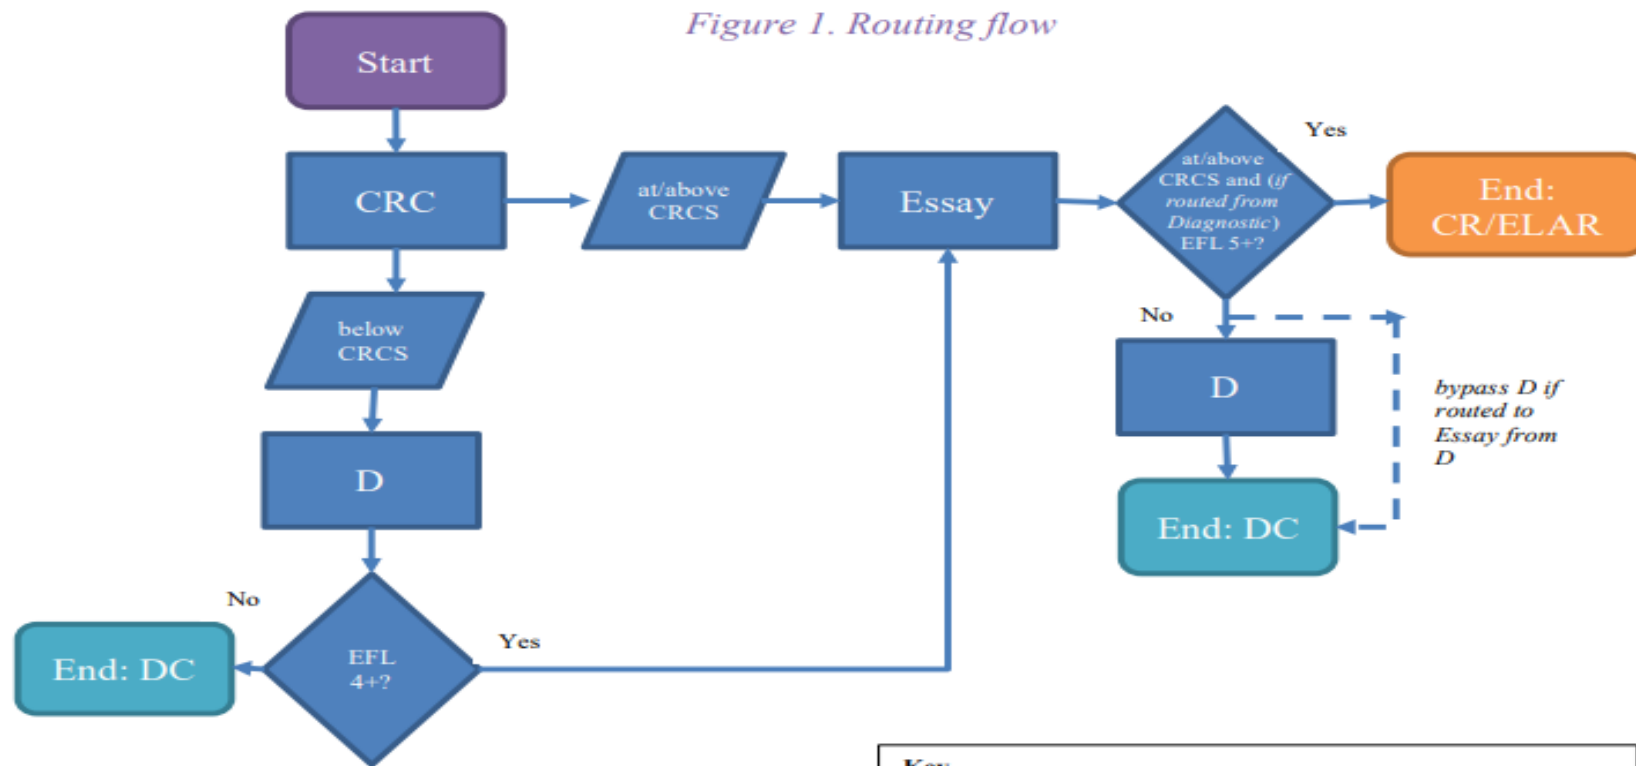 Figure 1. Routing flow
Start
CRC
at/above
CRCS
Essay
at/above
CRCS and (if
routed from
Diagnostic)
EFL 5+?
Yes
End:
CR/ELAR
below
CRCS
No
D
bypass D if
routed to
Essay from
D
End: DC
D
EFL
4+?
No
Yes
End: DC
Key